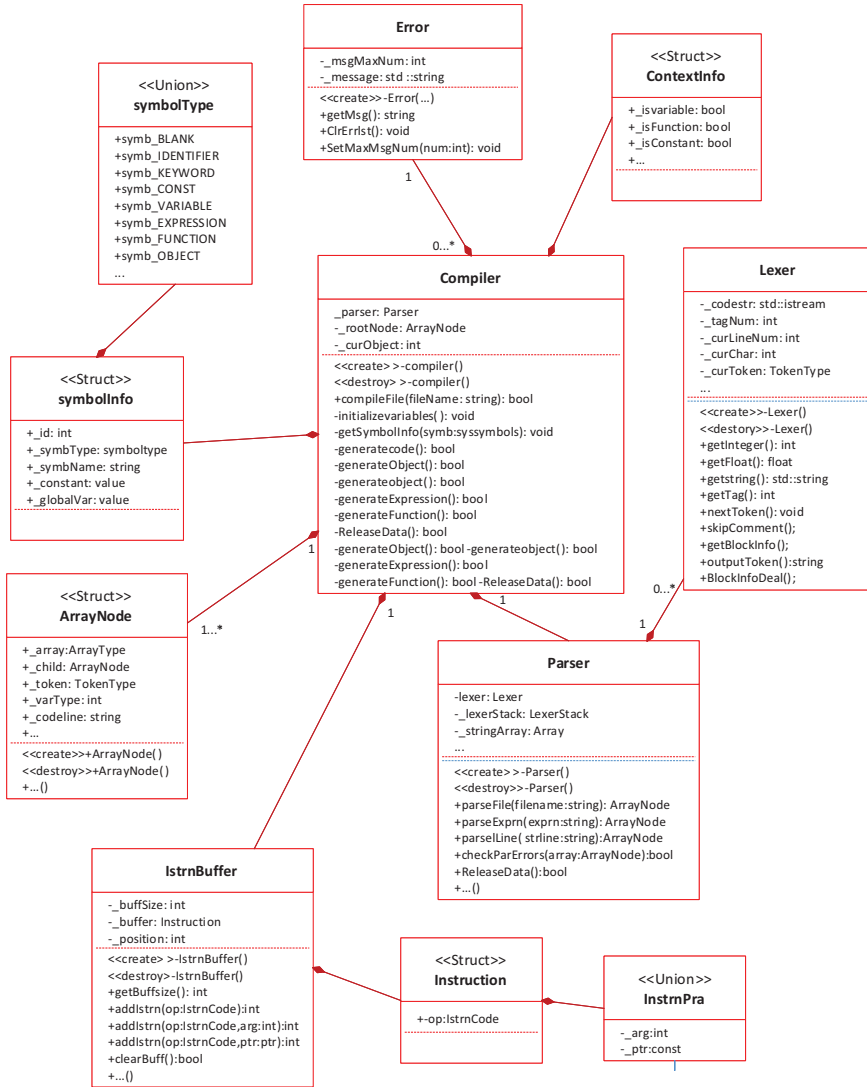 Error
-_msgMaxNum: int
-_message: std ::string
<<create>>-Error(...)
+getMsg(): string
+ClrErrlst(): void
+SetMaxMsgNum(num:int): void
1
0...*
<<Struct>>
ContextInfo
+_isvariable: bool
+_isFunction: bool
+_isConstant: bool
+...
<<Union>>
symbolType
+symb_BLANK
+symb_IDENTIFIER
+symb_KEYWORD
+symb_CONST
+symb_VARIABLE
+symb_EXPRESSION
+symb_FUNCTION
+symb_OBJECT
...
Compiler
_parser: Parser
-_rootNode: ArrayNode
-_curObject: int
<<create>>-compiler()
<<destroy> >-compiler()
+compileFile(fileName: string): bool
-initializevariables( ): void
-getSymbolInfo(symb:syssymbols): void
-generatecode(): bool
-generateObject(): bool
-generateobject(): bool
-generateExpression(): bool
-generateFunction(): bool
-ReleaseData(): bool
-generateObject(): bool -generateobject(): bool
-generateExpression(): bool
-generateFunction(): bool -ReleaseData(): bool
Lexer
-_codestr: std::istream
-_tagNum: int
-_curLineNum: int
-_curChar: int
-_curToken: TokenType
...
<<create>>-Lexer()
<<destory>>-Lexer()
+getInteger(): int
+getFloat(): float
+getstring(): std::string
+getTag(): int
+nextToken(): void
+skipComment();
+getBlockInfo();
+outputToken():string
+BlockInfoDeal();
<<Struct>>
symbolInfo
+_id: int
+_symbType: symboltype
+_symbName: string
+_constant: value
+_globalVar: value
1
1...*
1
1
0...*
1
<<Struct>>
ArrayNode
+_array:ArrayType
+_child: ArrayNode
+_token: TokenType
+_varType: int
+_codeline: string
+...
<<create>>+ArrayNode()
<<destroy>>+ArrayNode()
+...()
Parser
-lexer: Lexer
-_lexerStack: LexerStack
-_stringArray: Array
...
<<create> >-Parser()
<<destroy>>-Parser()
+parseFile(filename:string): ArrayNode
+parseExprn(exprn:string): ArrayNode
+parselLine( strline:string):ArrayNode
+checkParErrors(array:ArrayNode):bool
+ReleaseData():bool
+...()
IstrnBuffer
-_buffSize: int
-_buffer: Instruction
-_position: int
<<create> >-IstrnBuffer()
<<destroy>-IstrnBuffer()
+getBuffsize(): int
+addIstrn(op:IstrnCode):int
+addIstrn(op:IstrnCode,arg:int):int
+addIstrn(op:IstrnCode,ptr:ptr):int
+clearBuff():bool
+...()
<<Struct>>
Instruction
+-op:IstrnCode
<<Union>>
InstrnPra
-_arg:int
-_ptr:const